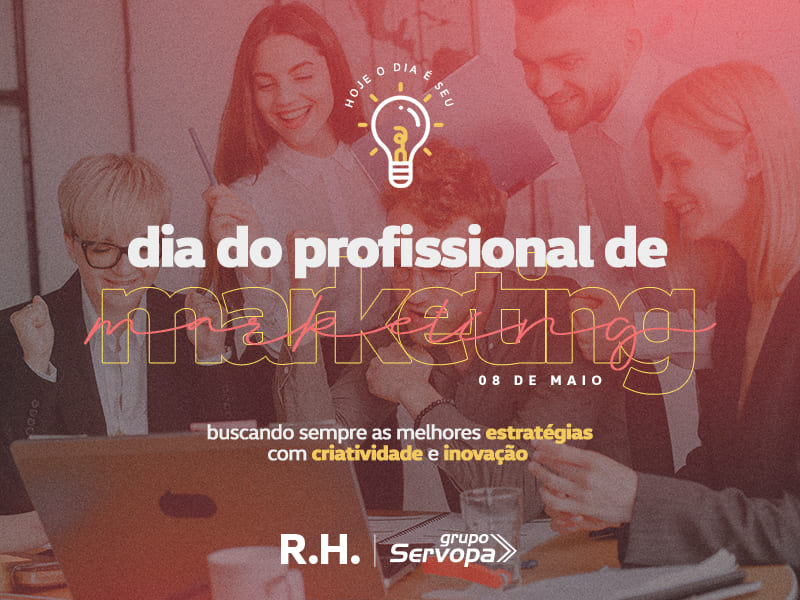 HOJE O DIA É SEU
dia do profissional de
marketing
marketing
08 DE MAIO
buscando sempre as melhores estratégias
com criatividade e inovação
R.H. | grupo
Servopa